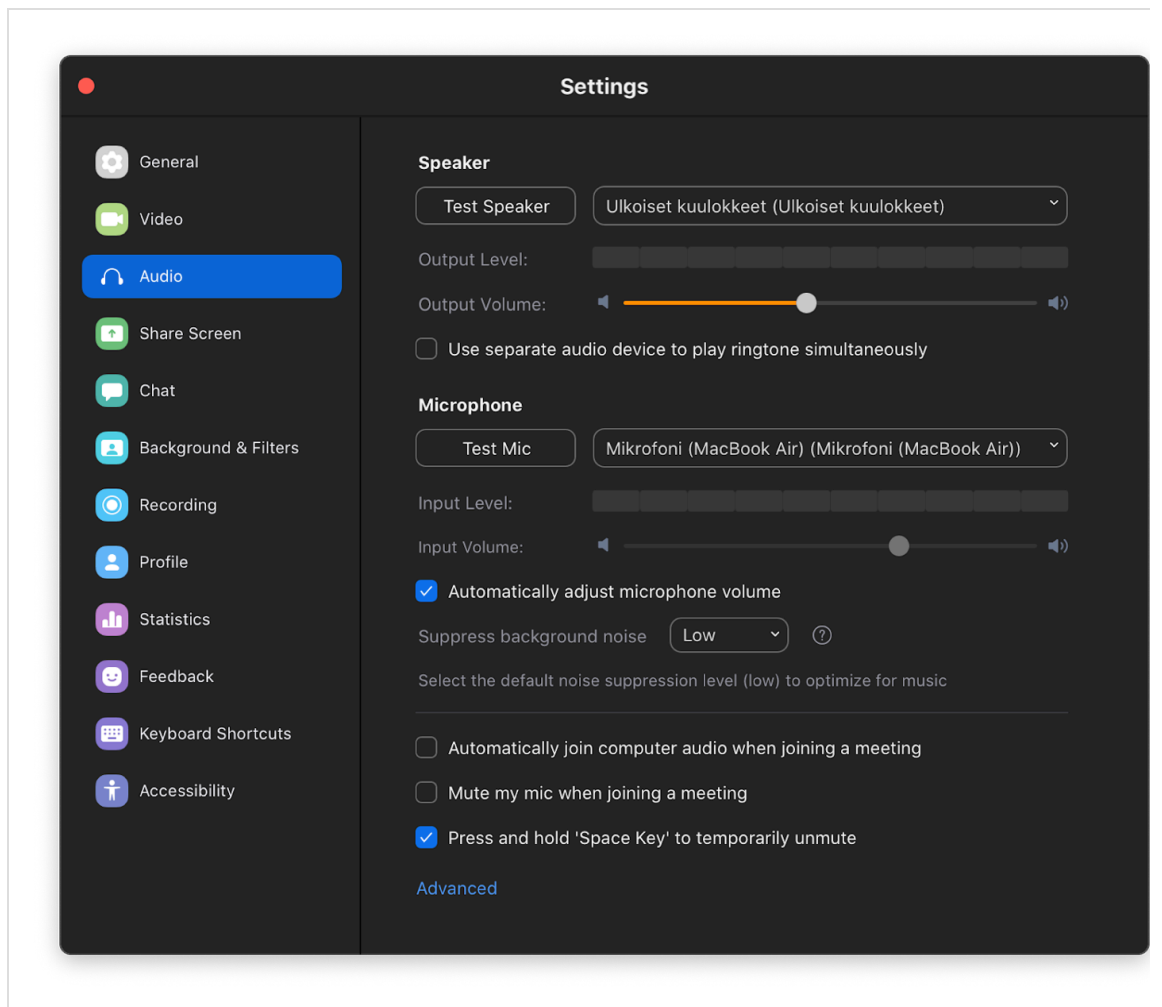 Settings
General
Video
Audio
Share Screen
Chat
Background & Filters
Recording
Profile
Statistics
Feedback
Keyboard Shortcuts
Accessibility
Speaker
Test Speaker
Ulkoiset kuulokkeet (Ulkoiset kuulokkeet)
Output Level:
Output Volume:
Use separate audio device to play ringtone simultaneously
Microphone
Test Mic
Mikrofoni (MacBook Air) (Mikrofoni (MacBook Air))
Input Level:
Input Volume:
Automatically adjust microphone volume
Suppress background noise
Low
?
Select the default noise suppression level (low) to optimize for music
Automatically join computer audio when joining a meeting
Mute my mic when joining a meeting
Press and hold 'Space Key' to temporarily unmute
Advanced